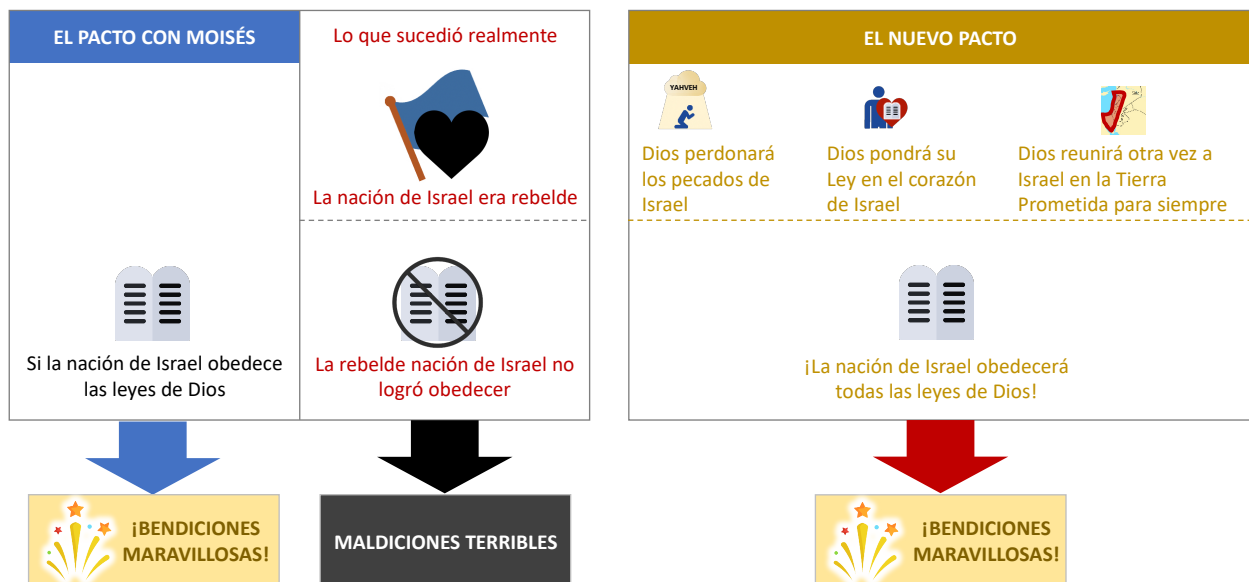 EL PACTO CON MOISÉS
Si la nación de Israel obedece
las leyes de Dios
¡BENDICIONES
MARAVILLOSAS!
Lo que sucedió realmente
La nación de Israel era rebelde
La rebelde nación de Israel no
logró obedecer
MALDICIONES TERRIBLES
EL NUEVO PACTO
YAHVEH
Dios perdonará
los pecados de
Israel
Dios pondrá su
Ley en el corazón
de Israel
Dios reunirá otra vez a
Israel en la Tierra
Prometida para siempre
¡La nación de Israel obedecerá
todas las leyes de Dios!
¡BENDICIONES
MARAVILLOSAS!